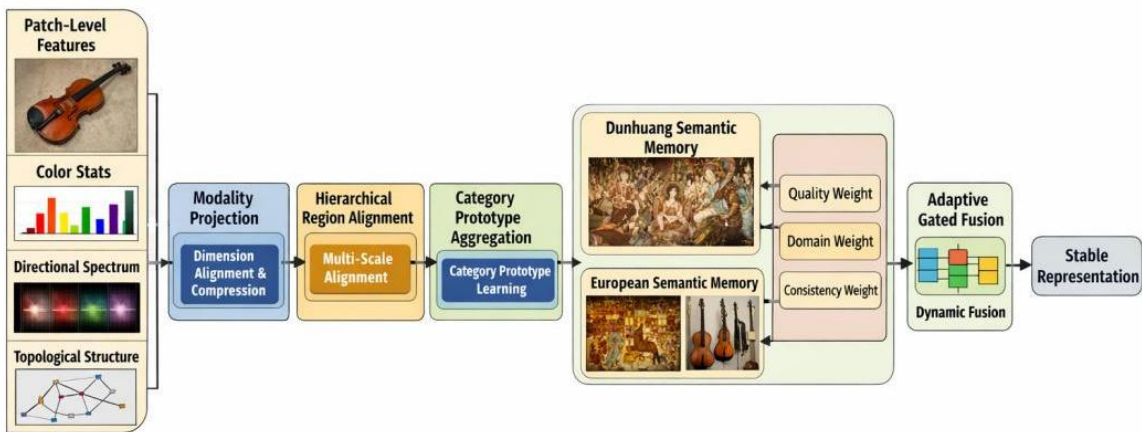 Patch-Level
Features
Color Stats
Directional Spectrum
Topological Structure
Modality
Projection
Dimension
Alignment &
Compression
Hierarchical
Region Alignment
Multi-Scale
Alignment
Category
Prototype
Aggregation
Category Prototype
Learning
Dunhuang Semantic
Memory
European Semantic Memory
Quality Weight
Domain Weight
Consistency Weight
Adaptive
Gated Fusion
Dynamic Fusion
Stable
Representation